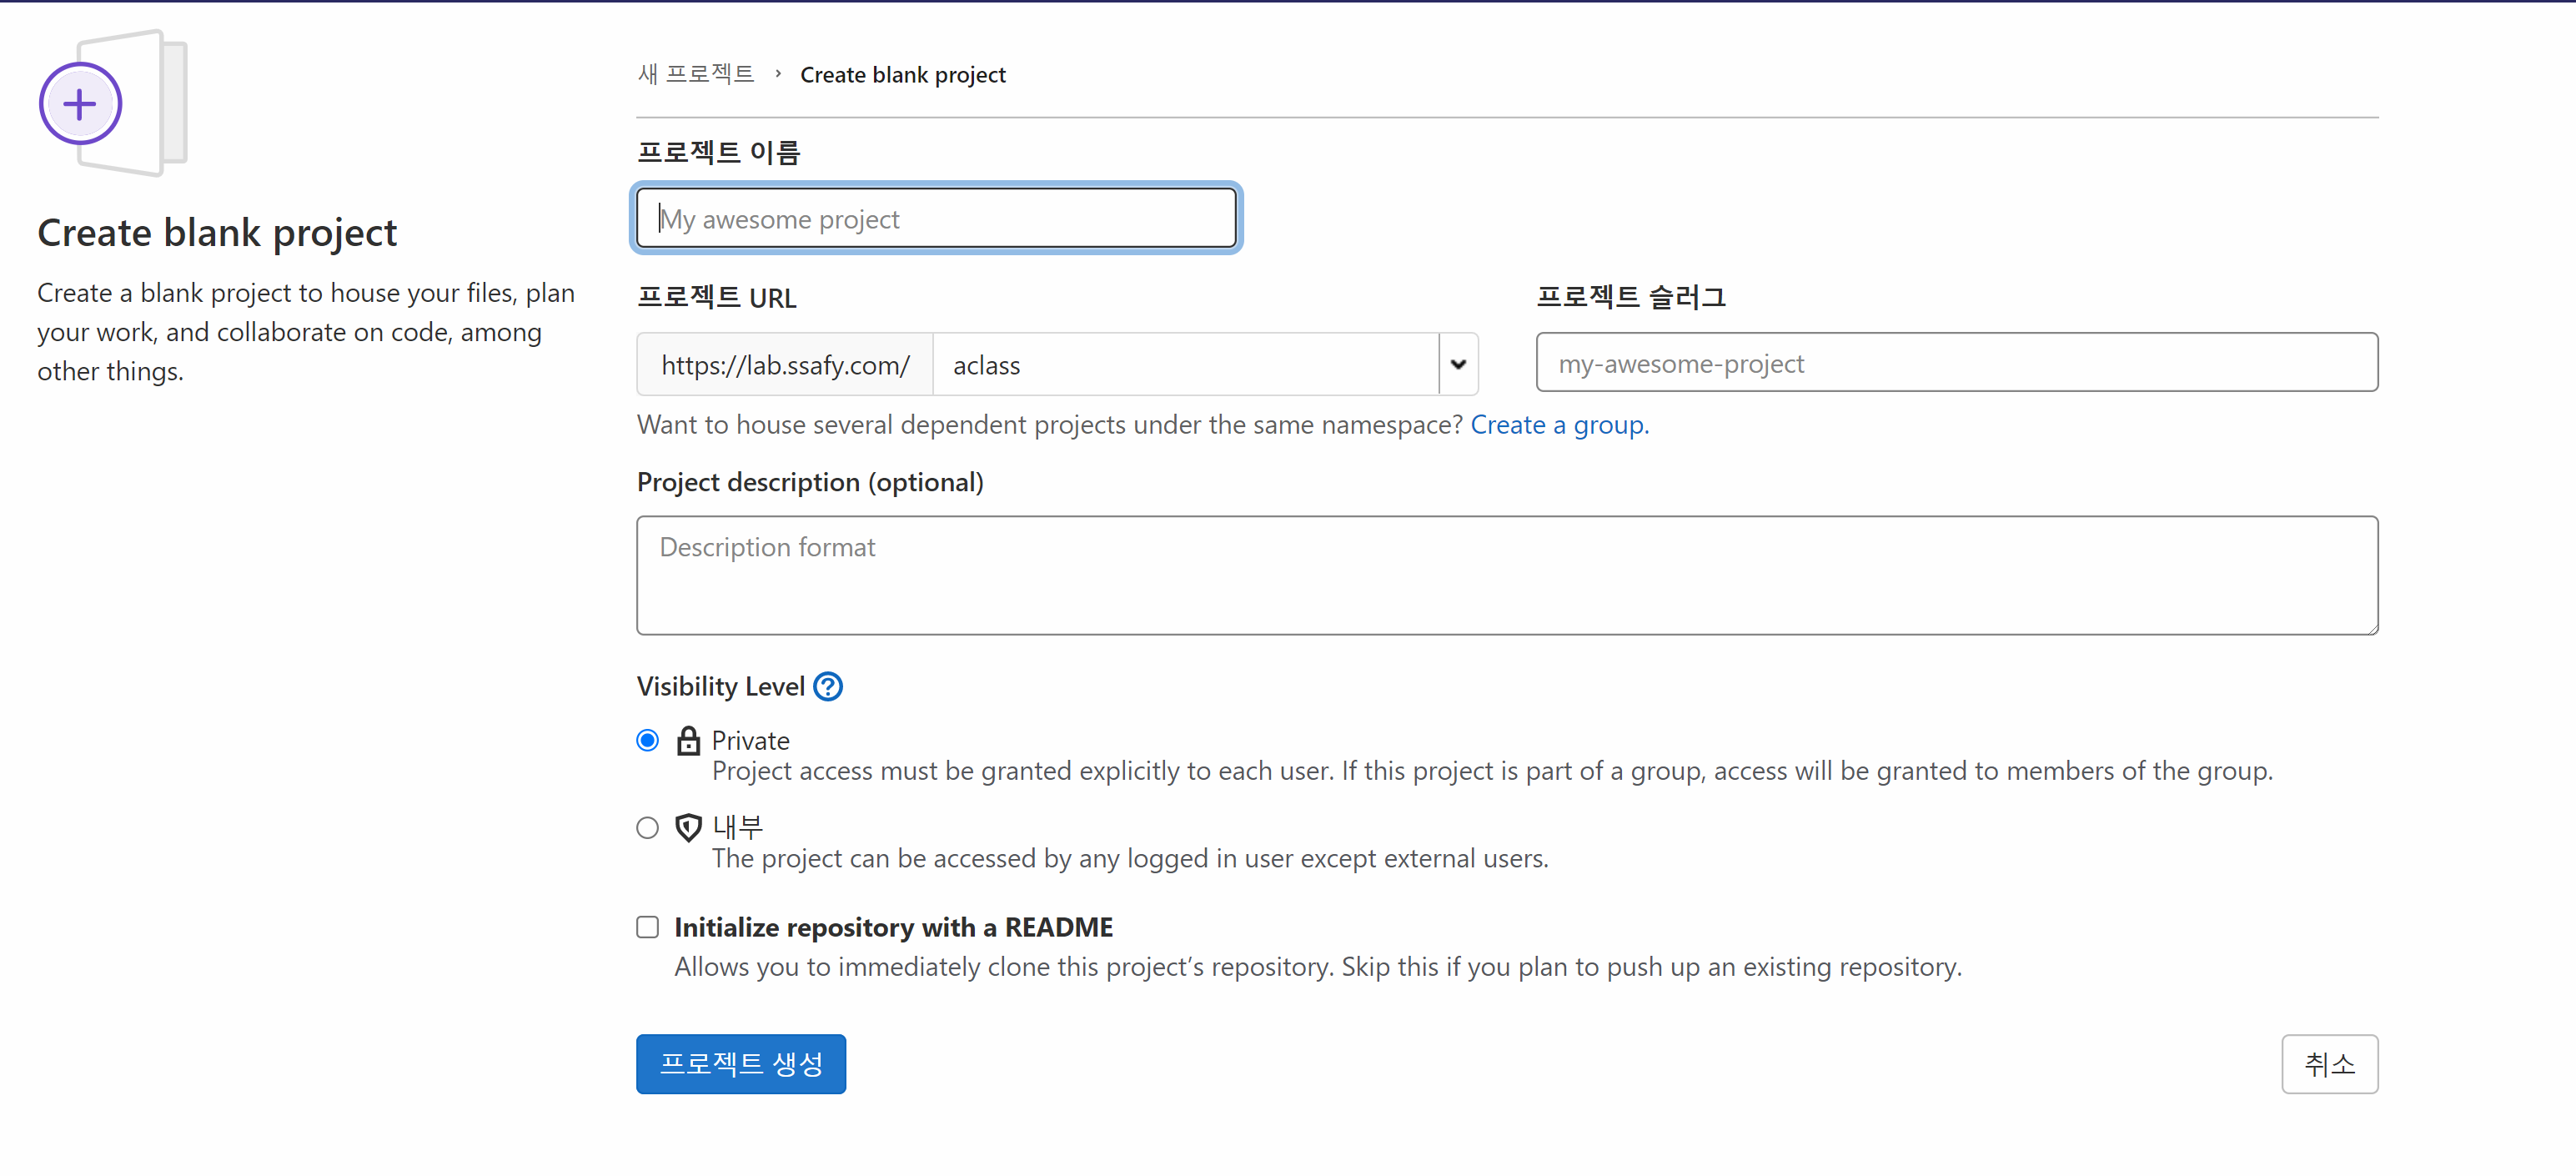 Create blank project
Create a blank project to house your files, plan
your work, and collaborate on code, among
other things.
새 프로젝트 › Create blank project
프로젝트 이름
My awesome project
프로젝트 URL
https://lab.ssafy.com/ aclass
프로젝트 슬러그
my-awesome-project
Want to house several dependent projects under the same namespace? Create a group.
Project description (optional)
Description format
Visibility Level ?
Private
Project access must be granted explicitly to each user. If this project is part of a group, access will be granted to members of the group.
내부
The project can be accessed by any logged in user except external users.
Initialize repository with a README
Allows you to immediately clone this project’s repository. Skip this if you plan to push up an existing repository.
프로젝트 생성
취소